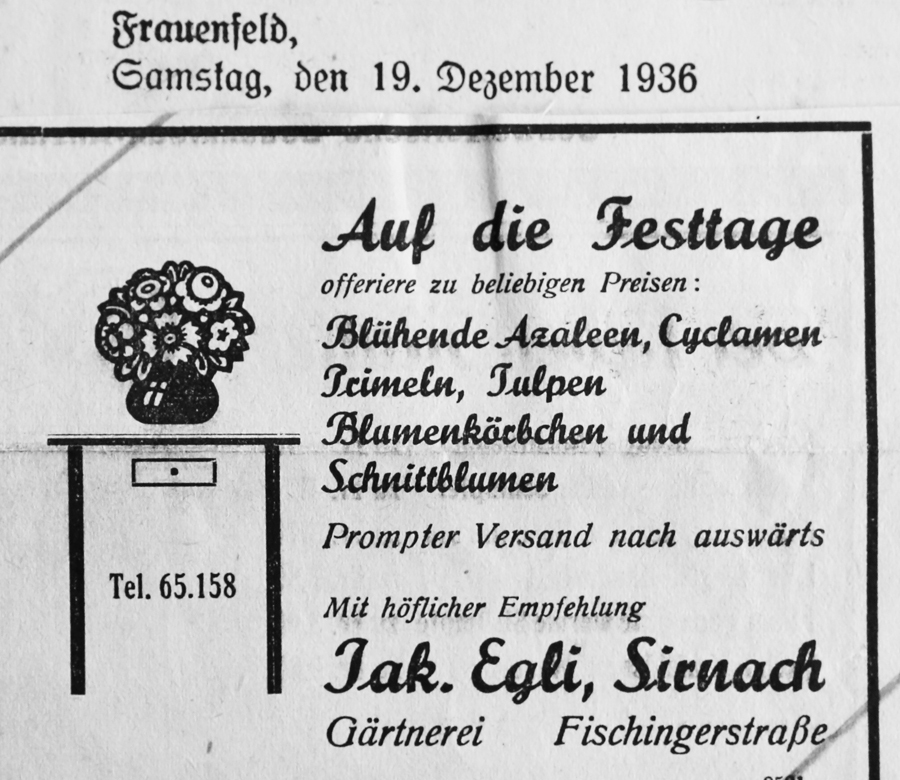 Frauenfeld,
Samstag, den 19. Dezember 1936
Auf die Festtage
offeriere zu beliebigen Preisen:
Blühende Azaleen, Cyclamen
Primeln, Tulpen
Blumenkörbchen und
Schnittblumen
Prompter Versand nach auswärts
Tel. 65.158
Mit höflicher Empfehlung
Jak. Egli, Sirnach
Gärtnerei Fischingerstraße